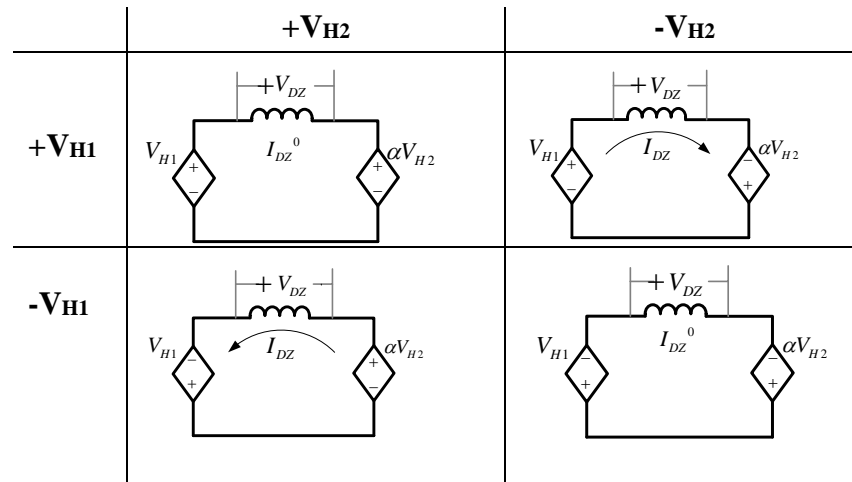 +VH2
-VH2
+VH1
+VDZ
VH1
+
−
IDZ0
+
−
αVH2
+VDZ
VH1
+
−
IDZ
−
+
αVH2
-VH1
+VDZ
VH1
−
+
IDZ
+
−
αVH2
+VDZ
VH1
−
+
IDZ0
−
+
αVH2